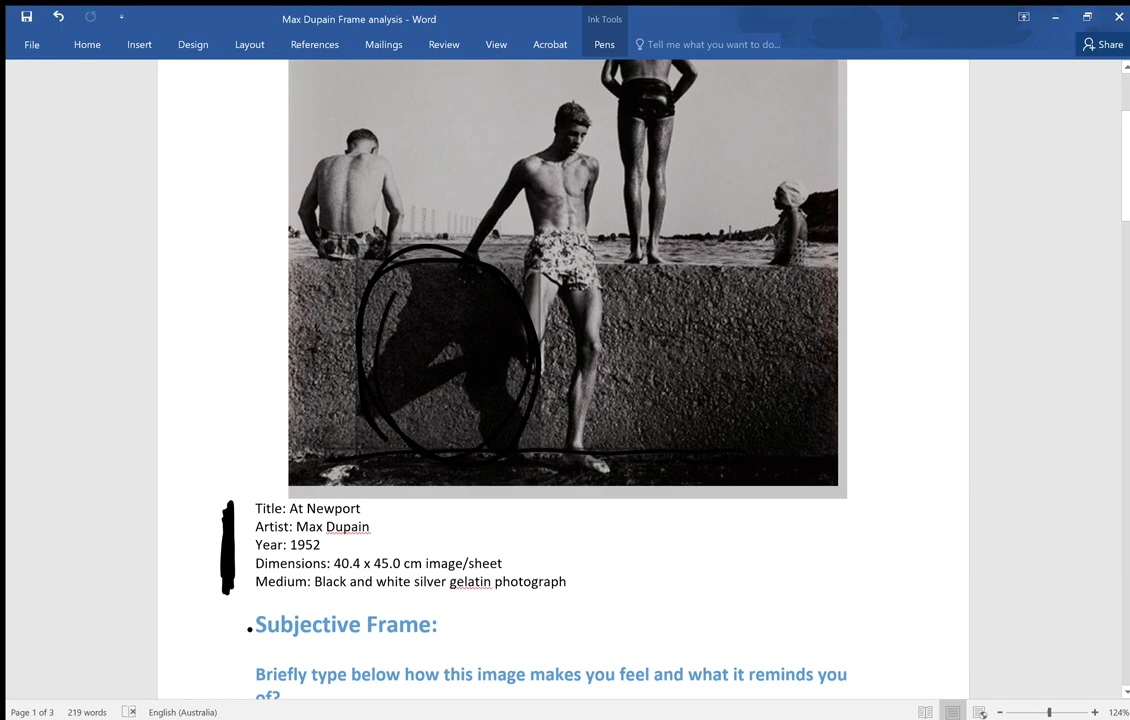 Max Dupain Frame analysis - Word
Ink Tools
File Home Insert Design Layout References Mailings Review View Acrobat Pens Tell me what you want to do... Share
Title: At Newport
Artist: Max Dupain
Year: 1952
Dimensions: 40.4 x 45.0 cm image/sheet
Medium: Black and white silver gelatin photograph
Subjective Frame:
Briefly type below how this image makes you feel and what it reminds you
of?
Page 1 of 3 219 words English (Australia) 124%